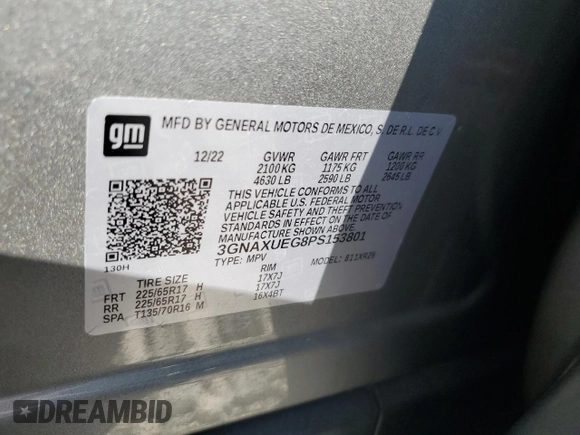 gm
MFD BY GENERAL MOTORS DE MEXICO, S. DE R.L. DE C.V.
12/22 GVWR GAWR FRT GAWR RR
2100 KG 1175 KG 1200 KG
4630 LB 2590 LB 2645 LB
THIS VEHICLE CONFORMS TO ALL
APPLICABLE U.S. FEDERAL MOTOR
VEHICLE SAFETY AND THEFT PREVENTION
STANDARDS IN EFFECT ON THE DATE OF
MANUFACTURE SHOWN ABOVE.
3GNAXUEG8PS153801
130H TYPE: MPV MODEL:
TIRE SIZE RIM
FRT 225/65R17 H 17X7J
RR 225/65R17 H 17X7J
SPA T135/70R16 M 16X4BT
DREAMBID